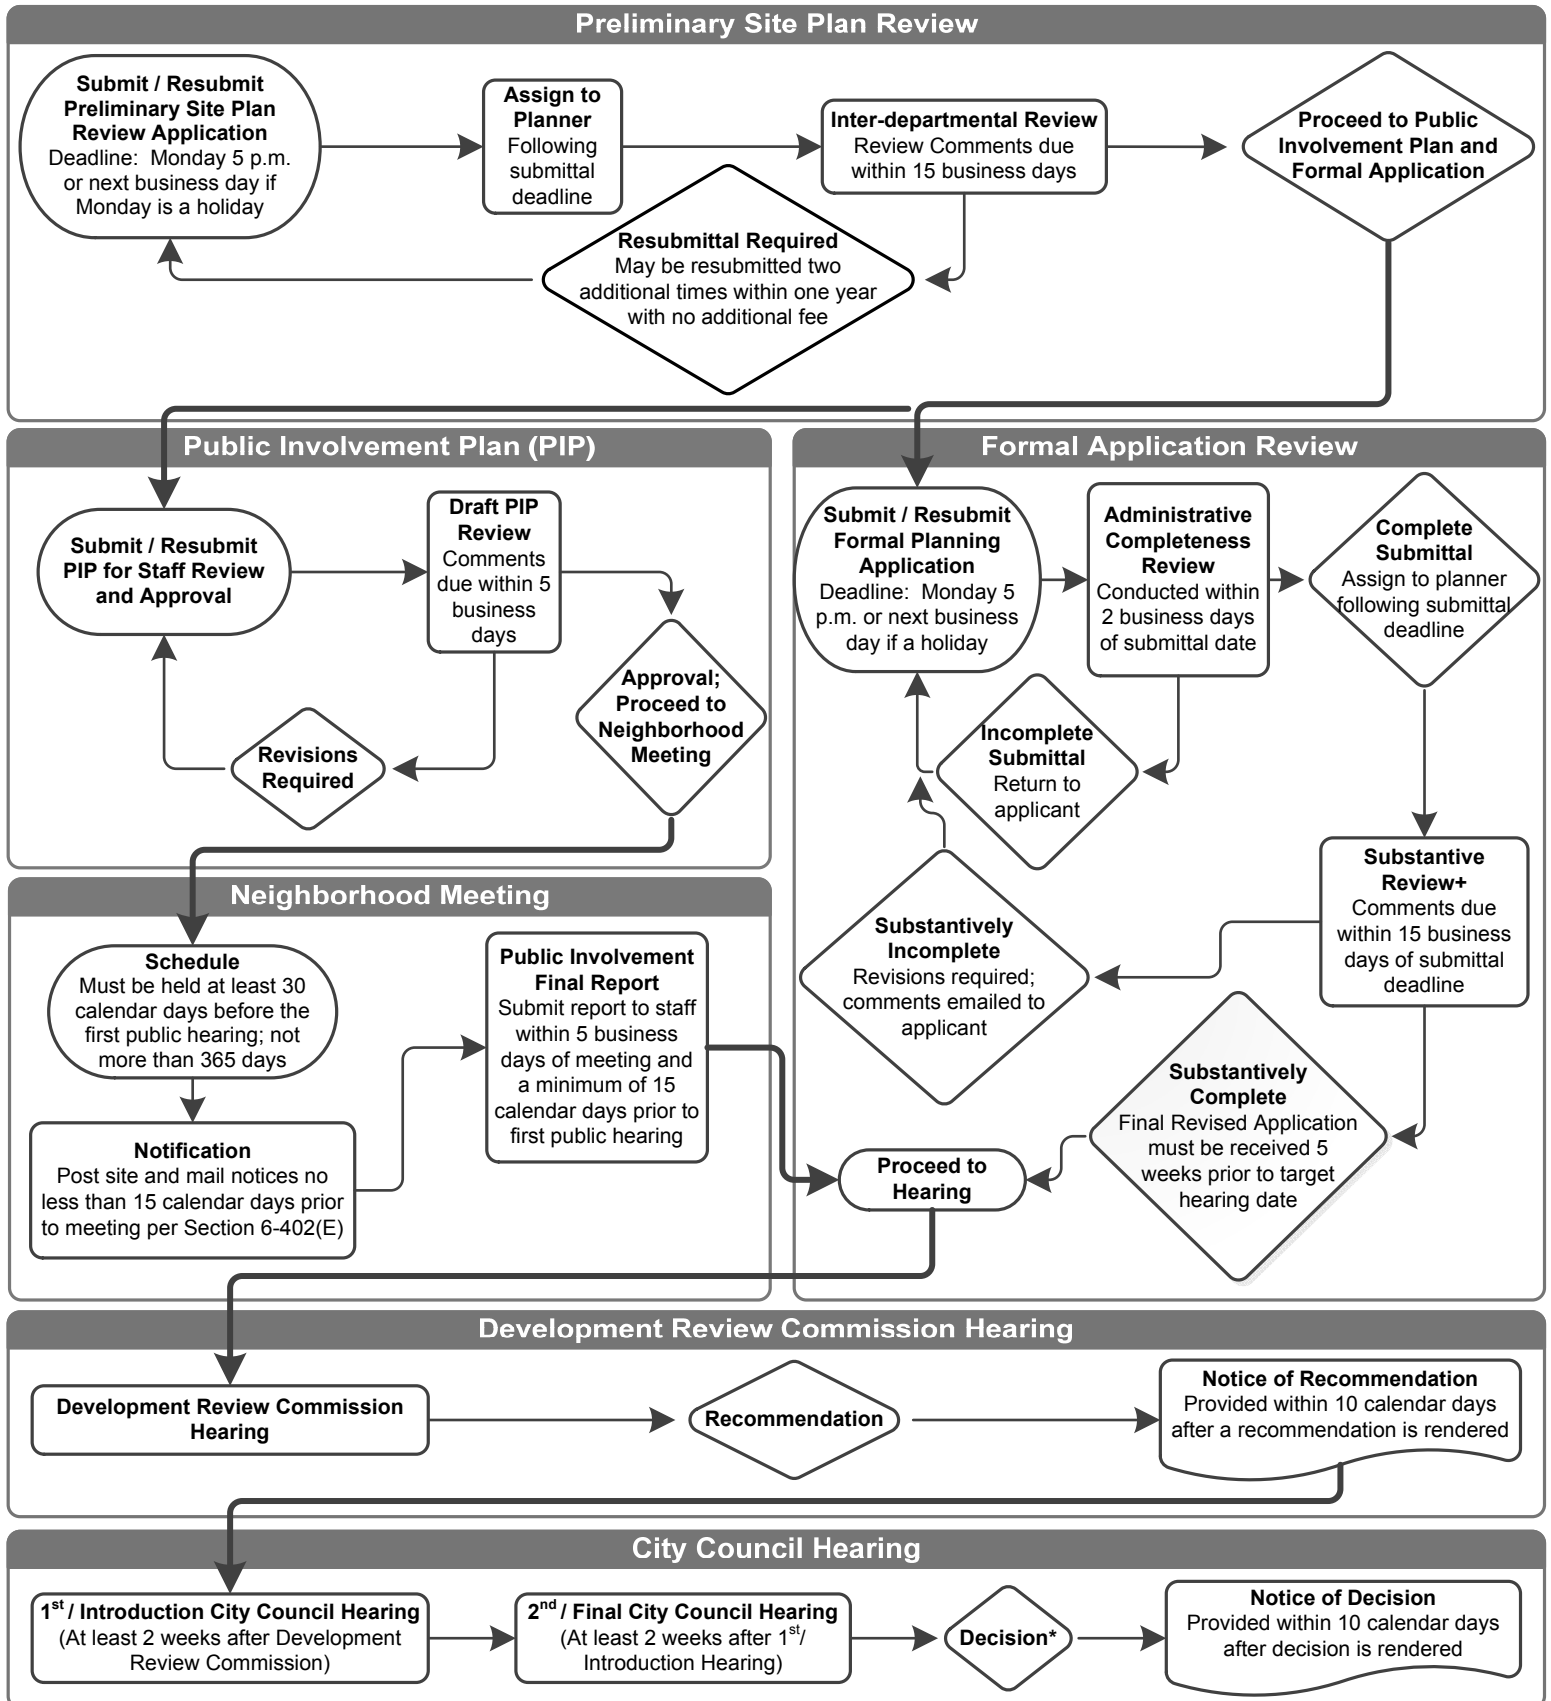 Preliminary Site Plan Review
Submit / Resubmit
Preliminary Site Plan
Review Application
Deadline: Monday 5 p.m.
or next business day if
Monday is a holiday
Assign to
Planner
Following
submittal
deadline
Inter-departmental Review
Review Comments due
within 15 business days
Proceed to Public
Involvement Plan and
Formal Application
Resubmittal Required
May be resubmitted two
additional times within one year
with no additional fee
Public Involvement Plan (PIP)
Submit / Resubmit
PIP for Staff Review
and Approval
Draft PIP
Review
Comments
due within 5
business
days
Approval;
Proceed to
Neighborhood
Meeting
Revisions
Required
Formal Application Review
Submit / Resubmit
Formal Planning
Application
Deadline: Monday 5
p.m. or next business
day if a holiday
Administrative
Completeness
Review
Conducted within
2 business days
of submittal date
Complete
Submittal
Assign to planner
following submittal
deadline
Incomplete
Submittal
Return to
applicant
Substantive
Review+
Comments due
within 15 business
days of submittal
deadline
Substantively
Incomplete
Revisions required;
comments emailed to
applicant
Substantively
Complete
Final Revised Application
must be received 5
weeks prior to target
hearing date
Proceed to
Hearing
Neighborhood Meeting
Schedule
Must be held at least 30
calendar days before the
first public hearing; not
more than 365 days
Notification
Post site and mail notices no
less than 15 calendar days prior
to meeting per Section 6-402(E)
Public Involvement
Final Report
Submit report to staff
within 5 business
days of meeting and
a minimum of 15
calendar days prior to
first public hearing
Development Review Commission Hearing
Development Review Commission
Hearing
Recommendation
Notice of Recommendation
Provided within 10 calendar days
after a recommendation is rendered
City Council Hearing
1st / Introduction City Council Hearing
(At least 2 weeks after Development
Review Commission)
2nd / Final City Council Hearing
(At least 2 weeks after 1st/
Introduction Hearing)
Decision*
Notice of Decision
Provided within 10 calendar days
after decision is rendered